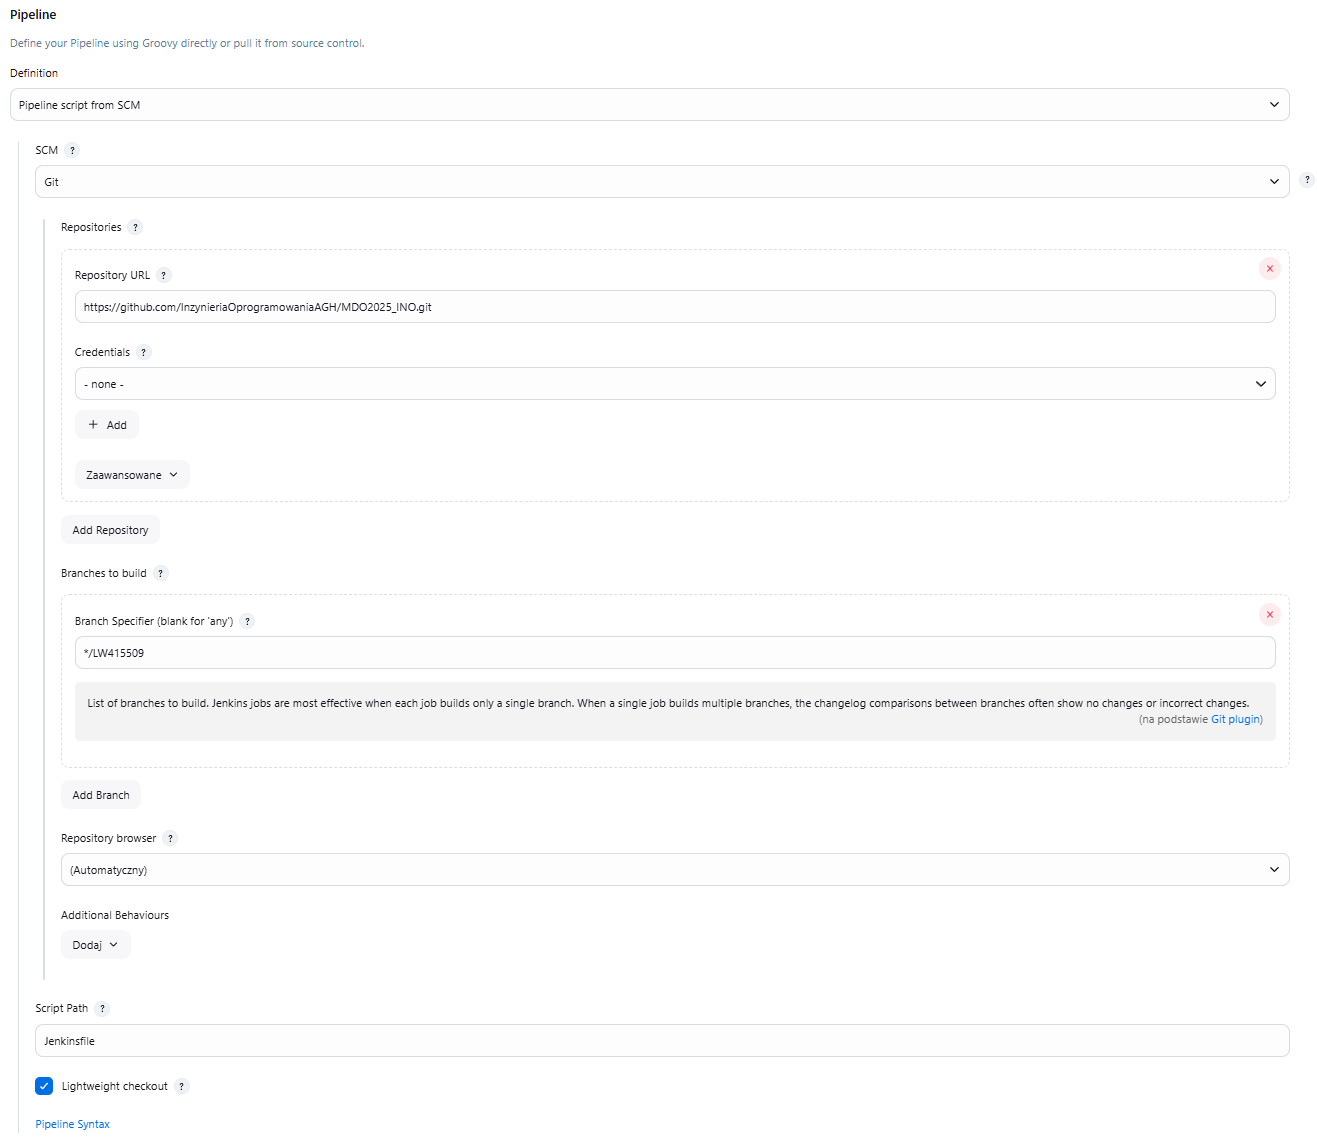 Pipeline
Define your Pipeline using Groovy directly or pull it from source control.
Definition
Pipeline script from SCM
SCM ?
Git
?
Repositories ?
Repository URL ?
https://github.com/InzynieriaOprogramowaniaAGH/MDO2025_INO.git
Credentials ?
- none -
+ Add
Zaawansowane
Add Repository
Branches to build ?
Branch Specifier (blank for 'any') ?
*/LW415509
List of branches to build. Jenkins jobs are most effective when each job builds only a single branch. When a single job builds multiple branches, the changelog comparisons between branches often show no changes or incorrect changes.
(na podstawie Git plugin)
Add Branch
Repository browser ?
(Automatyczny)
Additional Behaviours
Dodaj
Script Path ?
Jenkinsfile
Lightweight checkout ?
Pipeline Syntax